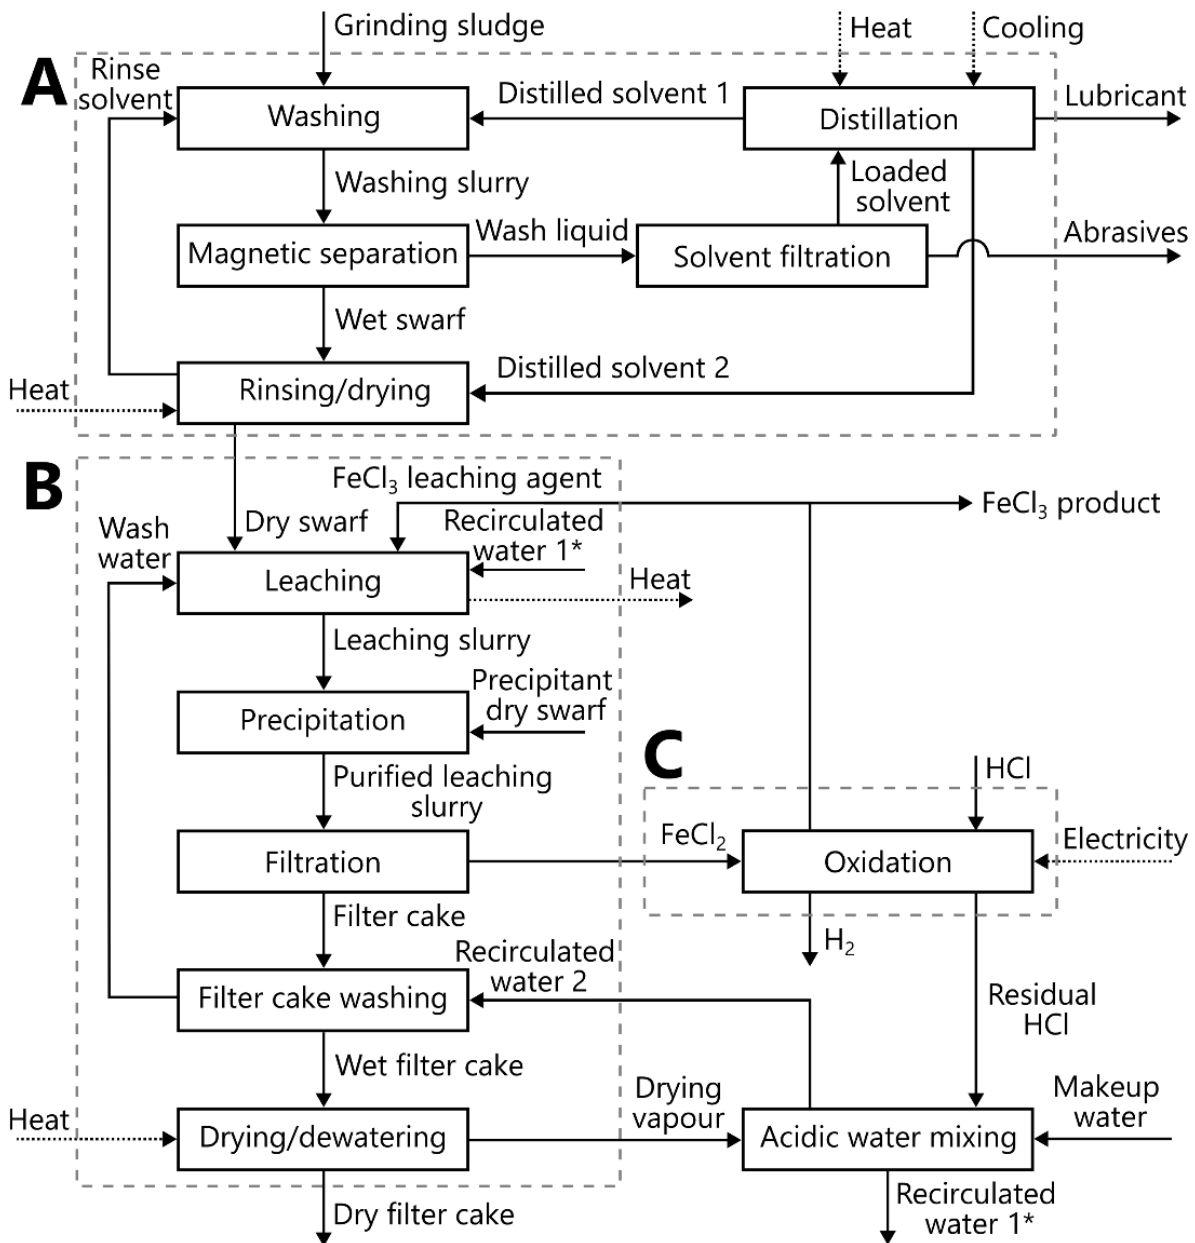 Grinding sludge
Heat
Cooling
A
Rinse
solvent
Washing
Distilled solvent 1
Distillation
Lubricant
Washing slurry
Loaded
solvent
Magnetic separation
Wash liquid
Solvent filtration
Abrasives
Wet swarf
Distilled solvent 2
Heat
Rinsing/drying
B
FeCl₃ leaching agent
FeCl₃ product
Wash
water
Dry swarf
Recirculated
water 1*
Leaching
Heat
Leaching slurry
Precipitation
Precipitant
dry swarf
Purified leaching
slurry
C
HCl
Filtration
FeCl₂
Oxidation
Electricity
Filter cake
H₂
Recirculated
water 2
Filter cake washing
Residual
HCl
Wet filter cake
Heat
Drying/dewatering
Drying
vapour
Acidic water mixing
Makeup
water
Dry filter cake
Recirculated
water 1*